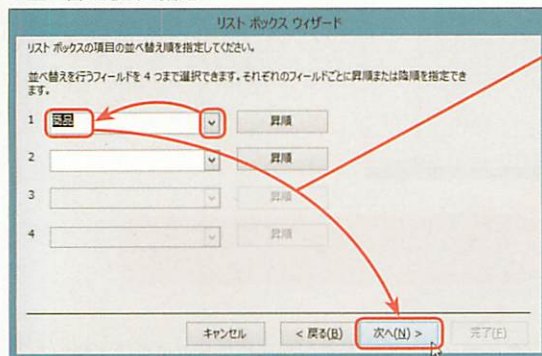 リスト ボックス ウィザード
リスト ボックスの項目の並べ替え順を指定してください。
並べ替えを行うフィールドを 4 つまで選択できます。それぞれのフィールドごとに昇順または降順を指定でき
ます。
1 商品 昇順
2 昇順
3 昇順
4 昇順
キャンセル < 戻る(B) 次へ(N) > 完了(F)